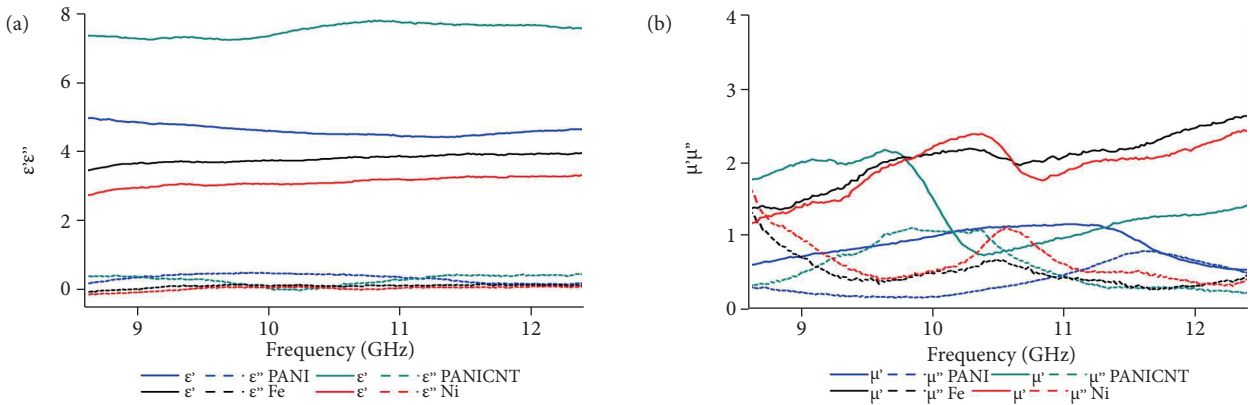 (a)
8
6
4
2
0
ε’ε’’
9
10
11
12
Frequency (GHz)
ε’ ε’’ PANI ε’ ε’’ PANICNT
ε’ ε’’ Fe ε’ ε’’ Ni
(b)
4
3
2
1
0
μ’μ’’
9
10
11
12
Frequency (GHz)
μ’ μ’’ PANI μ’ μ’’ PANICNT
μ’ μ’’ Fe μ’ μ’’ Ni